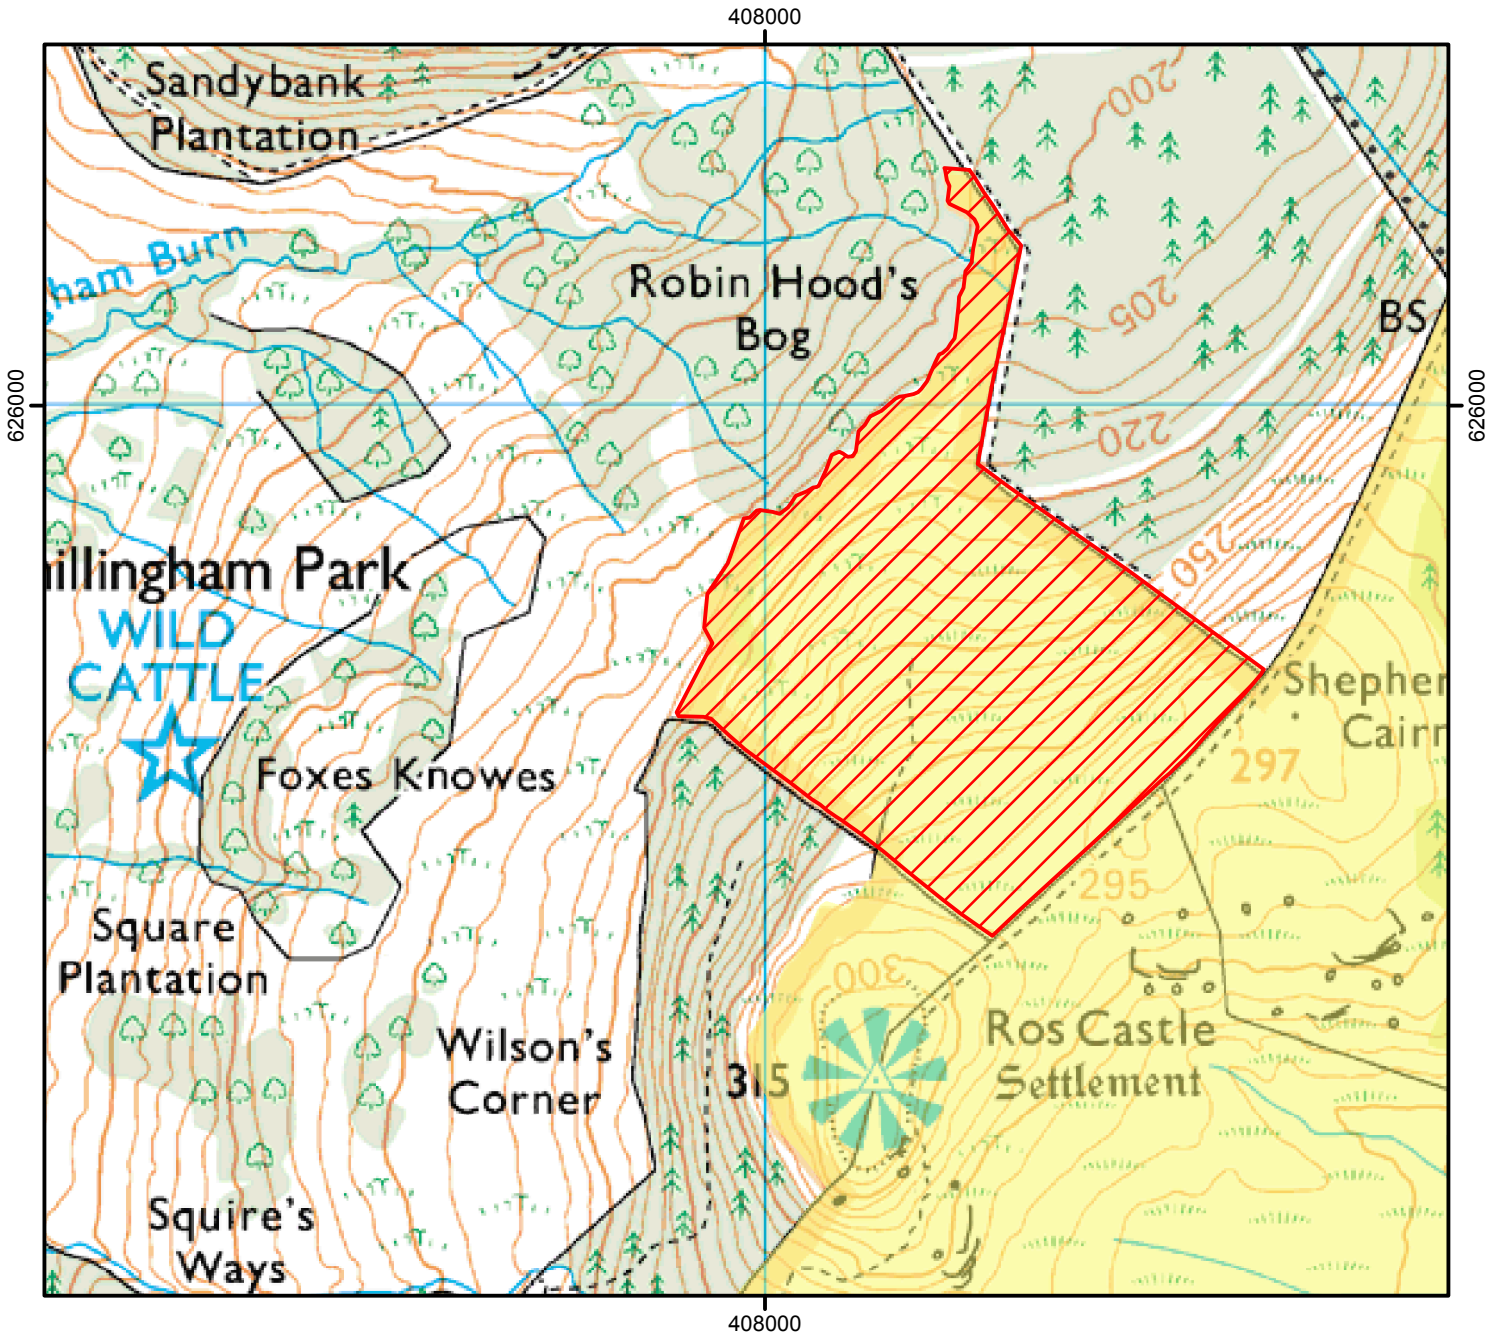 408000
Sandybank
Plantation
200
sham Burn
Robin Hood's
Bog
205
BS
626000
626000
220
250
illingham Park
WILD
CATTLE
Shepher
Cairn
297
Foxes Knowes
295
Square
Plantation
300
Ros Castle
Settlement
Wilson's
Corner
315
Squire's
Ways
408000